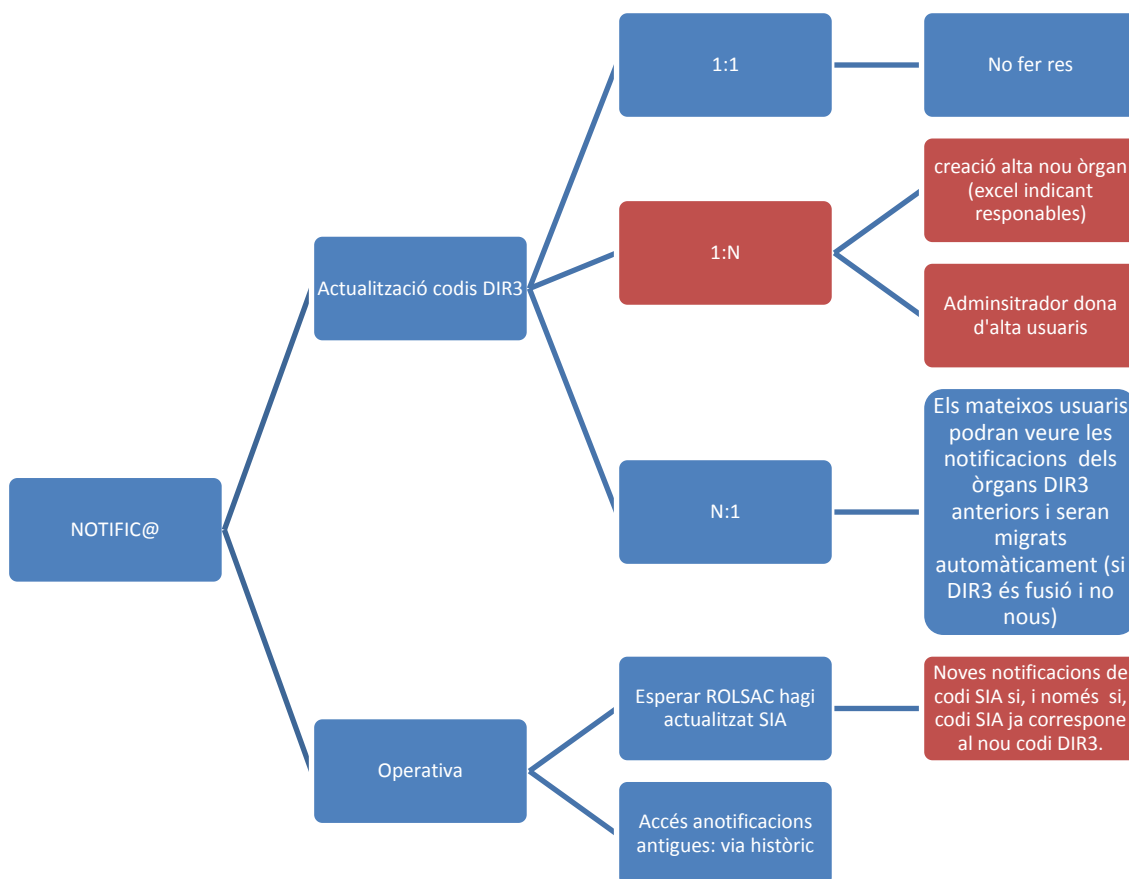 NOTIFIC@
Actualització codis DIR3
1:1
No fer res
1:N
creació alta nou òrgan
(excel indicant
responables)
Adminsitrador dona
d'alta usuaris
N:1
Els mateixos usuaris
podran veure les
notificacions dels
òrgans DIR3
anteriors i seran
migrats
automàticament (si
DIR3 és fusió i no
nous)
Operativa
Esperar ROLSAC hagi
actualitzat SIA
Noves notificacions de
codi SIA si, i només si,
codi SIA ja correspone
al nou codi DIR3.
Accés anotificacions
antigues: via històric